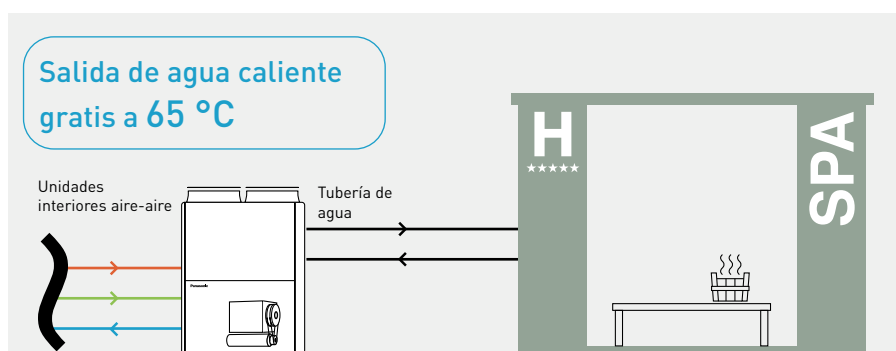 Salida de agua caliente
gratis a 65 °C
Unidades
interiores aire-aire
Tubería de
agua
Panasonic
H
★★★★★
SPA